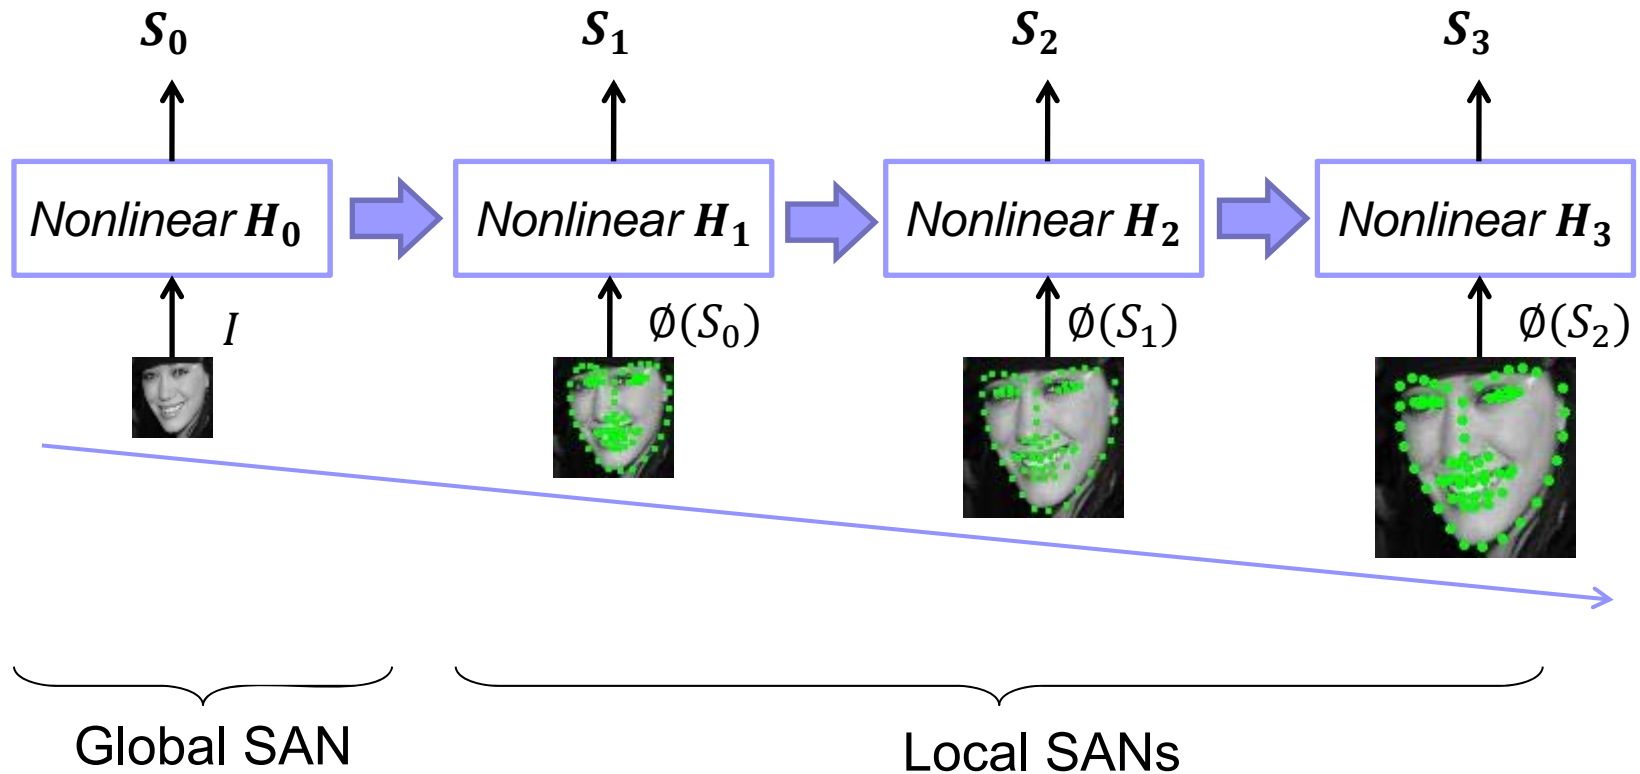 S₀ S₁ S₂ S₃
Nonlinear H₀ Nonlinear H₁ Nonlinear H₂ Nonlinear H₃
I ∅(S₀) ∅(S₁) ∅(S₂)
Global SAN Local SANs